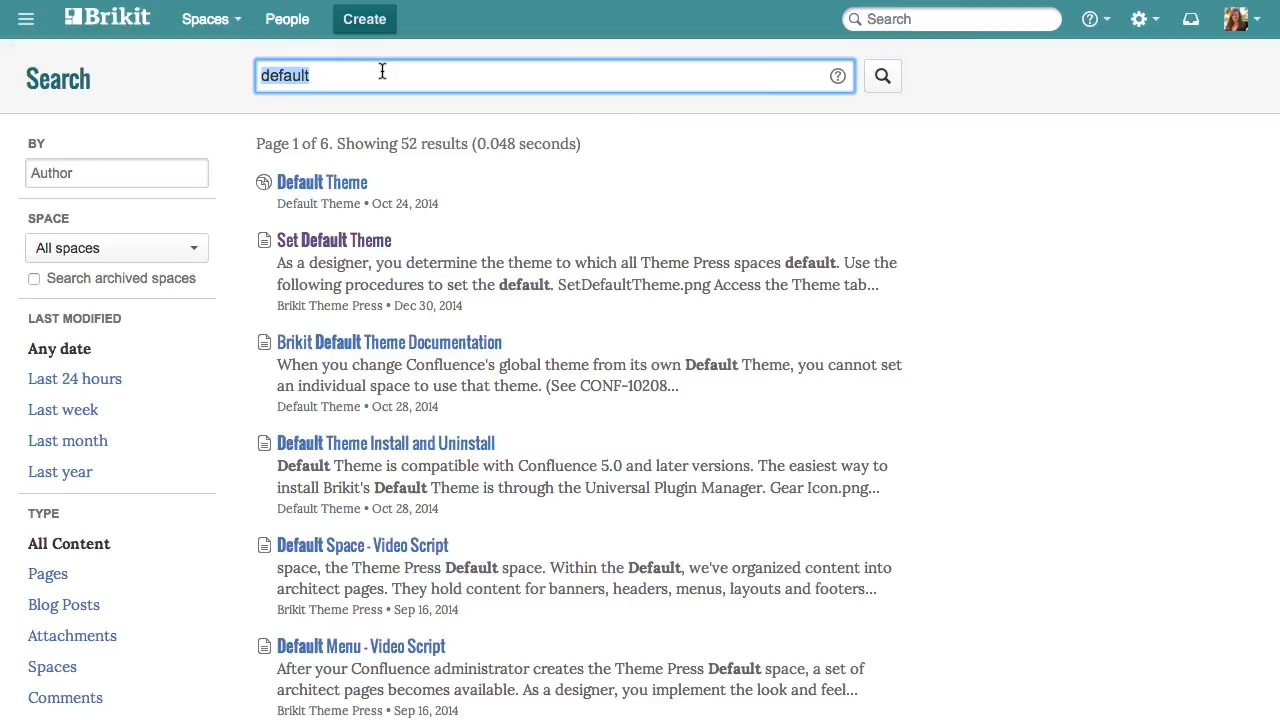 Brikit
Spaces
People
Create
Search
Search
default
BY
Author
SPACE
All spaces
Search archived spaces
LAST MODIFIED
Any date
Last 24 hours
Last week
Last month
Last year
TYPE
All Content
Pages
Blog Posts
Attachments
Spaces
Comments
Page 1 of 6. Showing 52 results (0.048 seconds)
Default Theme
Default Theme • Oct 24, 2014
Set Default Theme
As a designer, you determine the theme to which all Theme Press spaces default. Use the
following procedures to set the default. SetDefaultTheme.png Access the Theme tab...
Brikit Theme Press • Dec 30, 2014
Brikit Default Theme Documentation
When you change Confluence's global theme from its own Default Theme, you cannot set
an individual space to use that theme. (See CONF-10208...
Default Theme • Oct 28, 2014
Default Theme Install and Uninstall
Default Theme is compatible with Confluence 5.0 and later versions. The easiest way to
install Brikit's Default Theme is through the Universal Plugin Manager. Gear Icon.png...
Default Theme • Oct 28, 2014
Default Space - Video Script
space, the Theme Press Default space. Within the Default, we've organized content into
architect pages. They hold content for banners, headers, menus, layouts and footers...
Brikit Theme Press • Sep 16, 2014
Default Menu - Video Script
After your Confluence administrator creates the Theme Press Default space, a set of
architect pages becomes available. As a designer, you implement the look and feel...
Brikit Theme Press • Sep 16, 2014